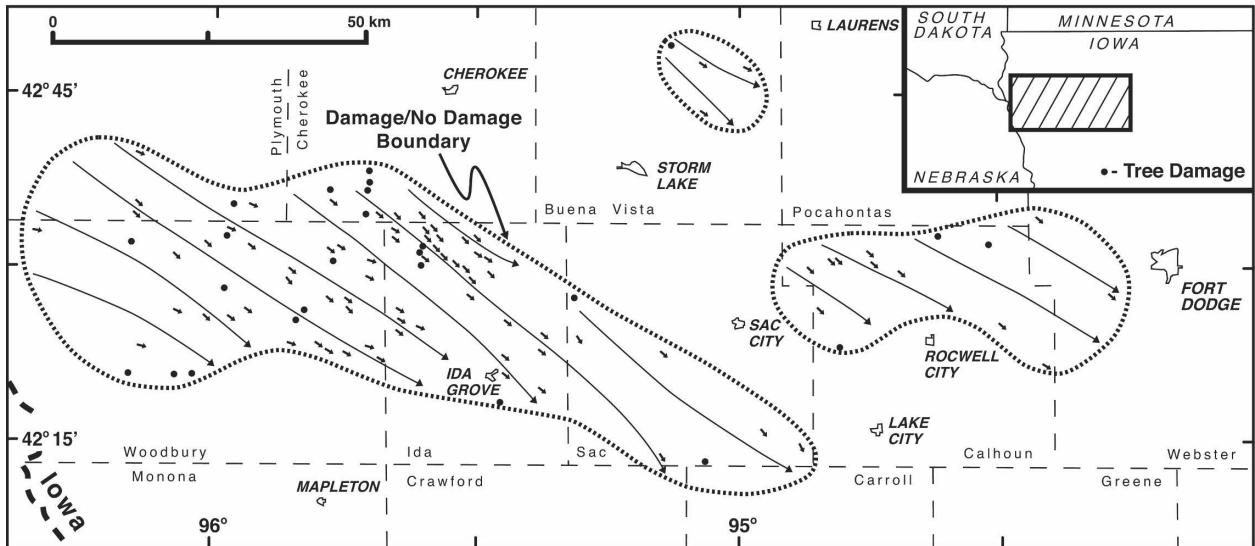 0 50 km
LAURENS
SOUTH
DAKOTA
MINNESOTA
IOWA
NEBRASKA
- Tree Damage
42° 45'
CHEROKEE
Plymouth
Cherokee
Damage/No Damage
Boundary
STORM
LAKE
Buena Vista
Pocahontas
FORT
DODGE
SAC
CITY
ROCWELL
CITY
IDA
GROVE
LAKE
CITY
42° 15'
Woodbury
Ida
Sac
Calhoun
Webster
Monona
MAPLETON
Crawford
Carroll
Greene
Iowa
96°
95°